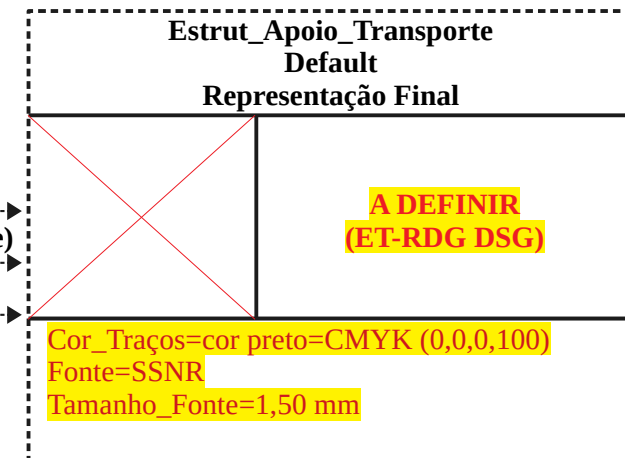 Estrut_Apoio_Transporte
Default
Representação Final
A DEFINIR
e)
(ET-RDG DSG)
Cor_Traços=cor preto=CMYK (0,0,0,100)
Fonte=SSNR
Tamanho_Fonte=1,50 mm